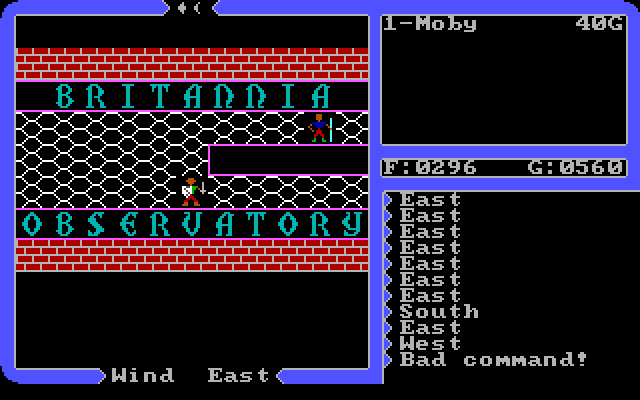 1-Moby 40G
BRITANNIA
F:0296 G:0560
OBSERVATORY
East
East
East
East
East
East
East
South
East
West
Bad command!
Wind East